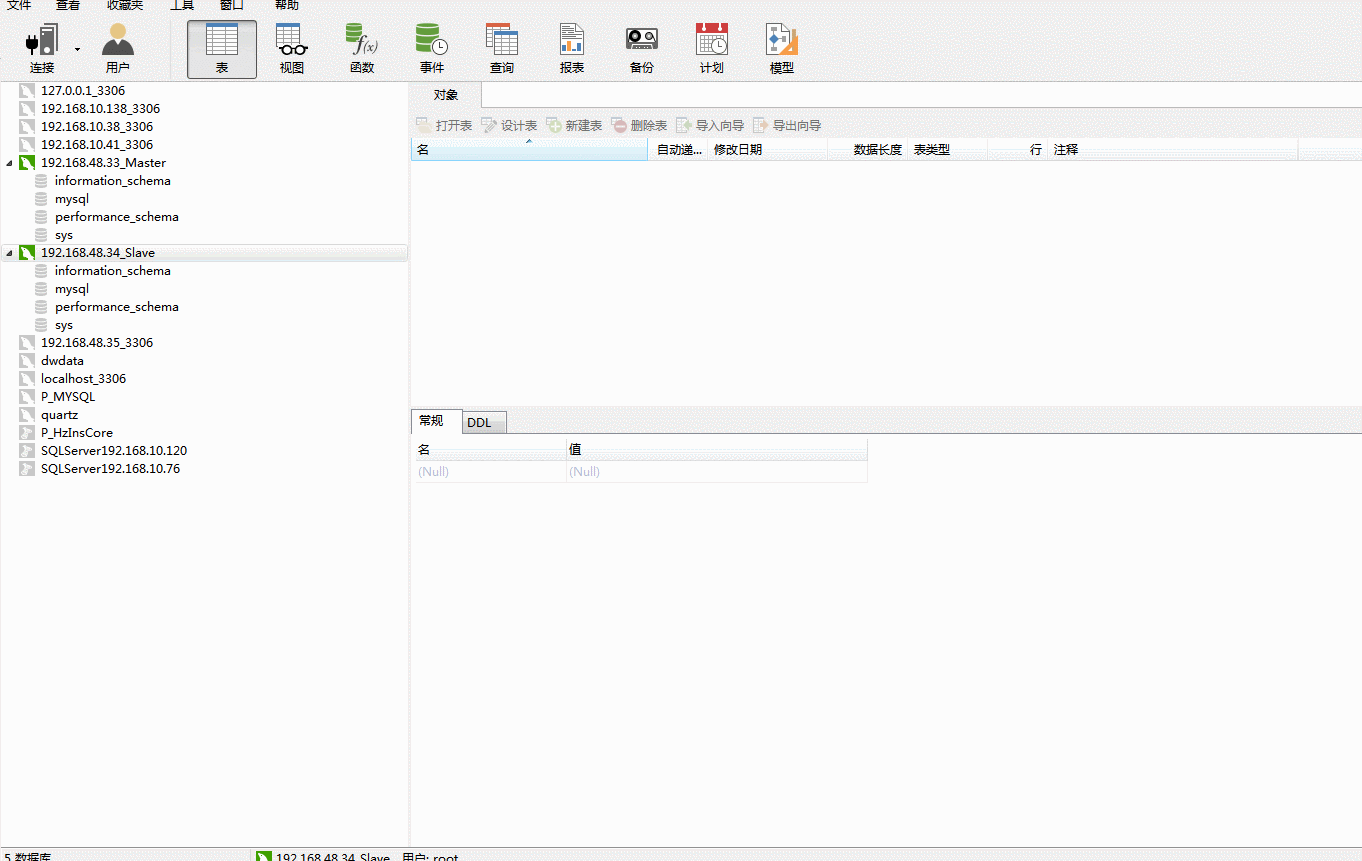 文件 查看 收藏夹 工具 窗口 帮助
连接 用户 表 视图 函数 事件 查询 报表 备份 计划 模型
127.0.0.1_3306
192.168.10.138_3306
192.168.10.38_3306
192.168.10.41_3306
192.168.48.33_Master
information_schema
mysql
performance_schema
sys
192.168.48.34_Slave
information_schema
mysql
performance_schema
sys
192.168.48.35_3306
dwdata
localhost_3306
P_MYSQL
quartz
P_HzInsCore
SQLServer192.168.10.120
SQLServer192.168.10.76
对象
打开表 设计表 新建表 删除表 导入向导 导出向导
名 自动递... 修改日期 数据长度 表类型 行 注释
常规 DDL
名 值
(Null) (Null)
5 数据库 192.168.48.34_Slave 用户: root